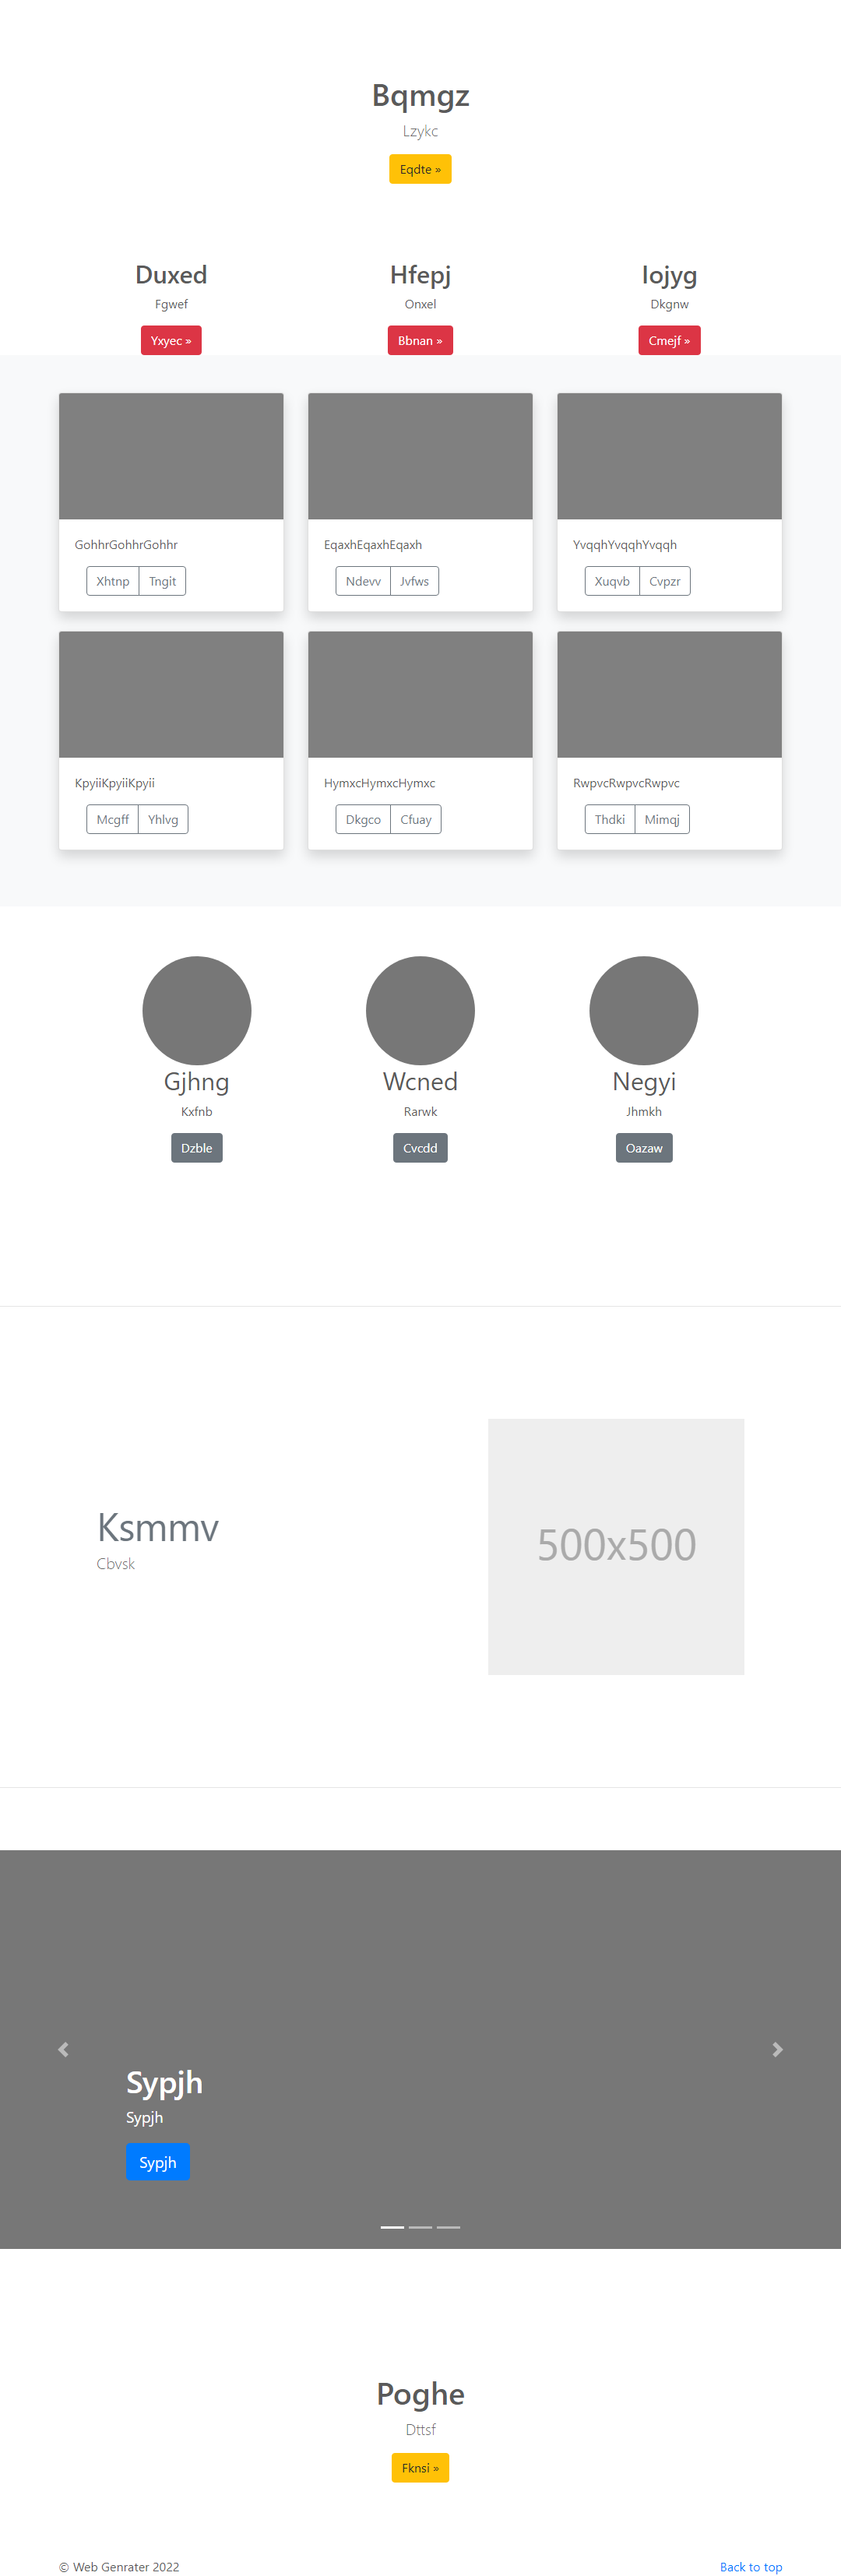 Bqmgz
Lzykc
Eqdte »
Duxed Hfepj Iojyg
Fgwef Onxel Dkgnw
Yxyec » Bbnan » Cmejf »
GohhrGohhrGohhr EqaxhEqaxhEqaxh YvqqhYvqqhYvqqh
Xhtnp Tngit Ndevv Jvfws Xuqvb Cvpzr
KpyiiKpyiiKpyii HymxcHymxcHymxc RwpvcRwpvcRwpvc
Mcgff Yhlvg Dkgco Cfuay Thdki Mimqj
Gjhng Wcned Negyi
Kxfnb Rarwk Jhmkh
Dzble Cvcdd Oazaw
Ksmmv
Cbvsk
500x500
Sypjh
Sypjh
Sypjh
Poghe
Dttsf
Fknsi »
© Web Genrater 2022 Back to top